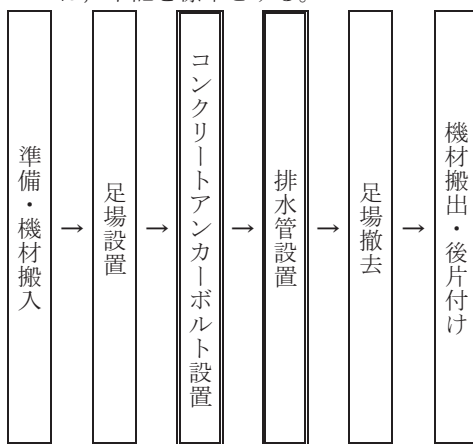 準備・機材搬入
→
足場設置
→
コンクリートアンカーボルト設置
→
排水管設置
→
足場撤去
→
機材搬出・後片付け